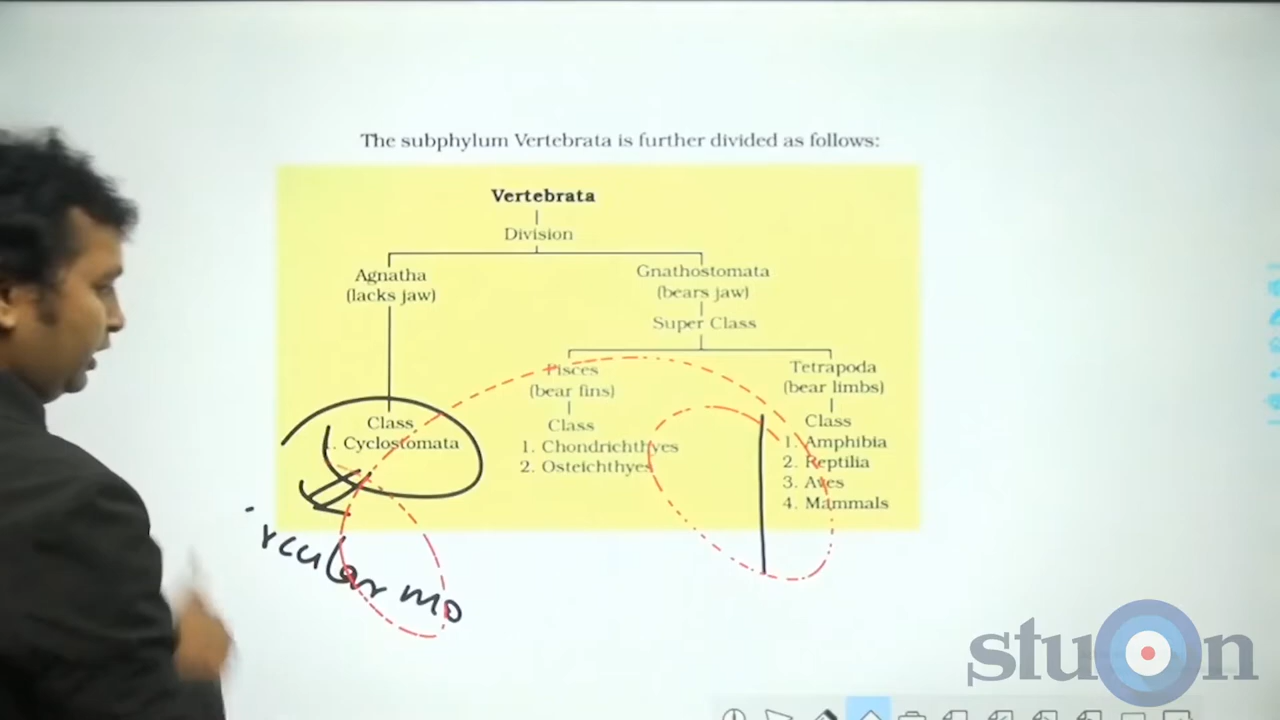 The subphylum Vertebrata is further divided as follows:
Vertebrata
Division
Agnatha
(lacks jaw)
Gnathostomata
(bears jaw)
Super Class
Pisces
(bear fins)
Tetrapoda
(bear limbs)
Class
1. Cyclostomata
Class
1. Chondrichthyes
2. Osteichthyes
Class
1. Amphibia
2. Reptilia
3. Aves
4. Mammals
ircular mo
stuon